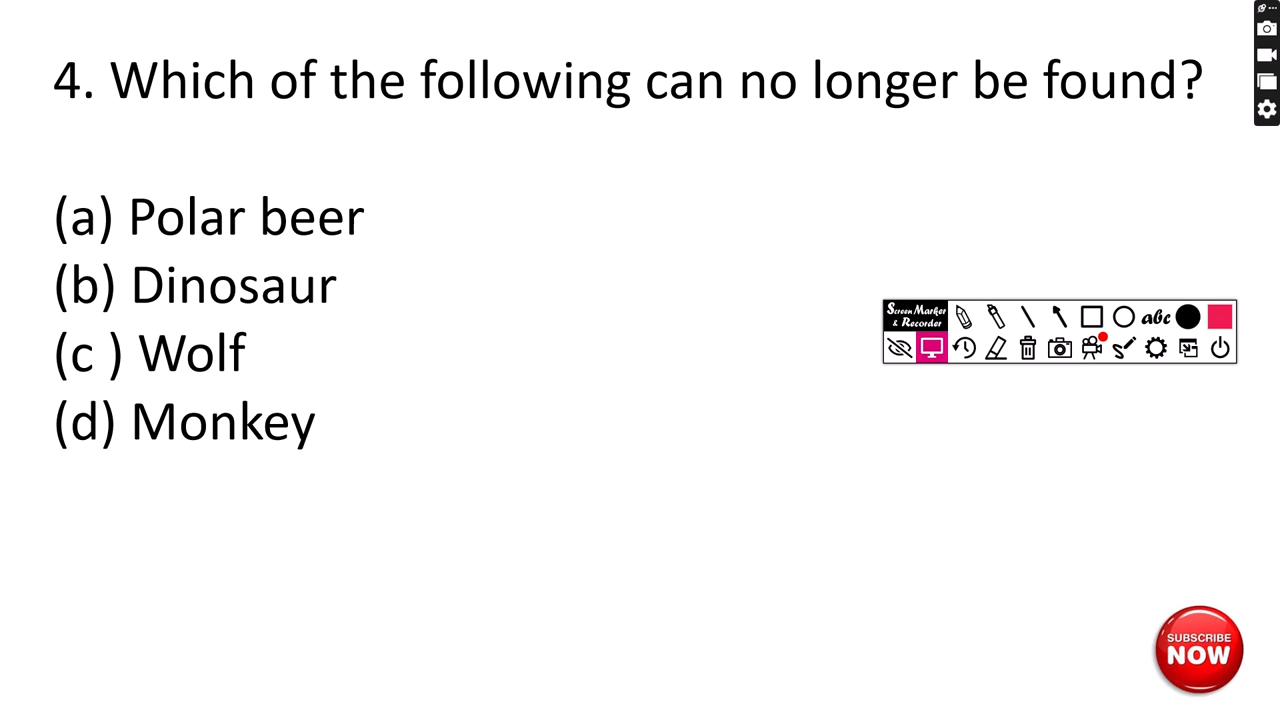 4. Which of the following can no longer be found?
(a) Polar beer
(b) Dinosaur
(c ) Wolf
(d) Monkey
Screen Marker
& Recorder
abc
SUBSCRIBE
NOW